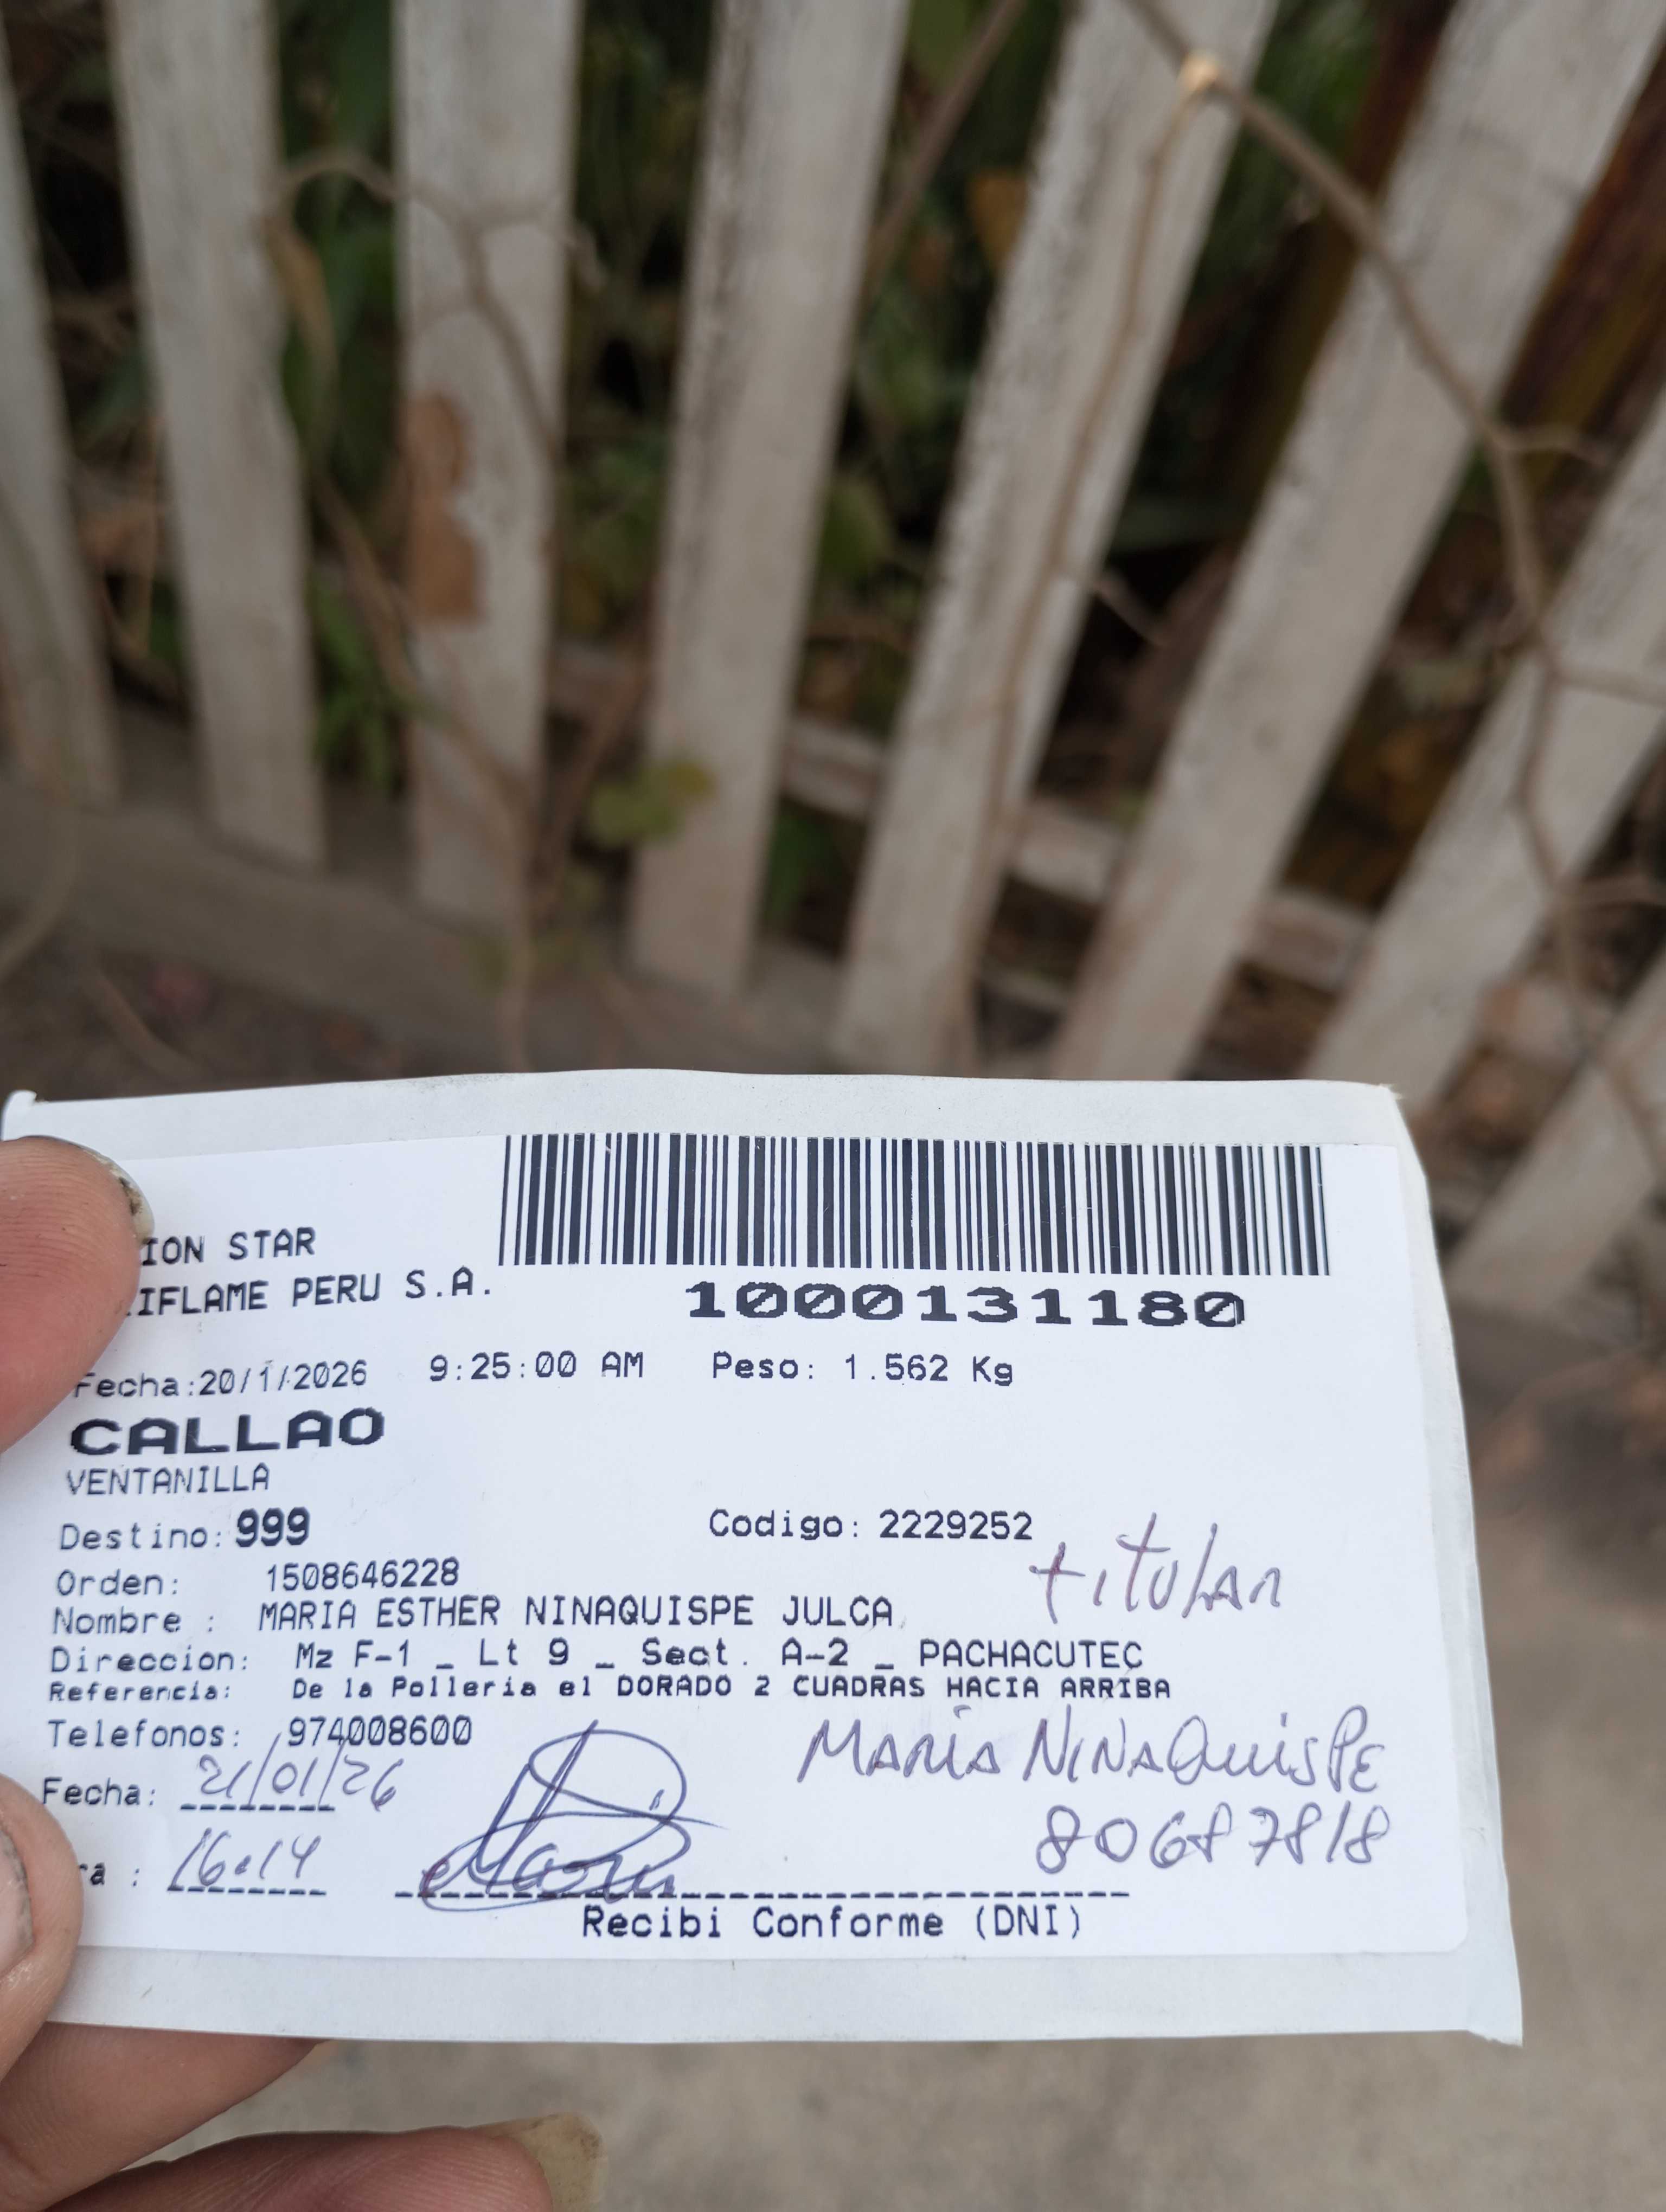 ION STAR
IFLAME PERU S.A.
1000131180
Fecha:20/1/2026 9:25:00 AM Peso: 1.562 Kg
CALLAO
VENTANILLA
Destino: 999 Codigo: 2229252
titular
Orden: 1508646228
Nombre : MARIA ESTHER NINAQUISPE JULCA
Direccion: Mz F-1 _ Lt 9 _ Sect. A-2 _ PACHACUTEC
Referencia: De la Polleria el DORADO 2 CUADRAS HACIA ARRIBA
Telefonos: 974008600
MARIA NINAQUISPE
Fecha: 21/01/26
80687818
ra : 16:14
Recibi Conforme (DNI)